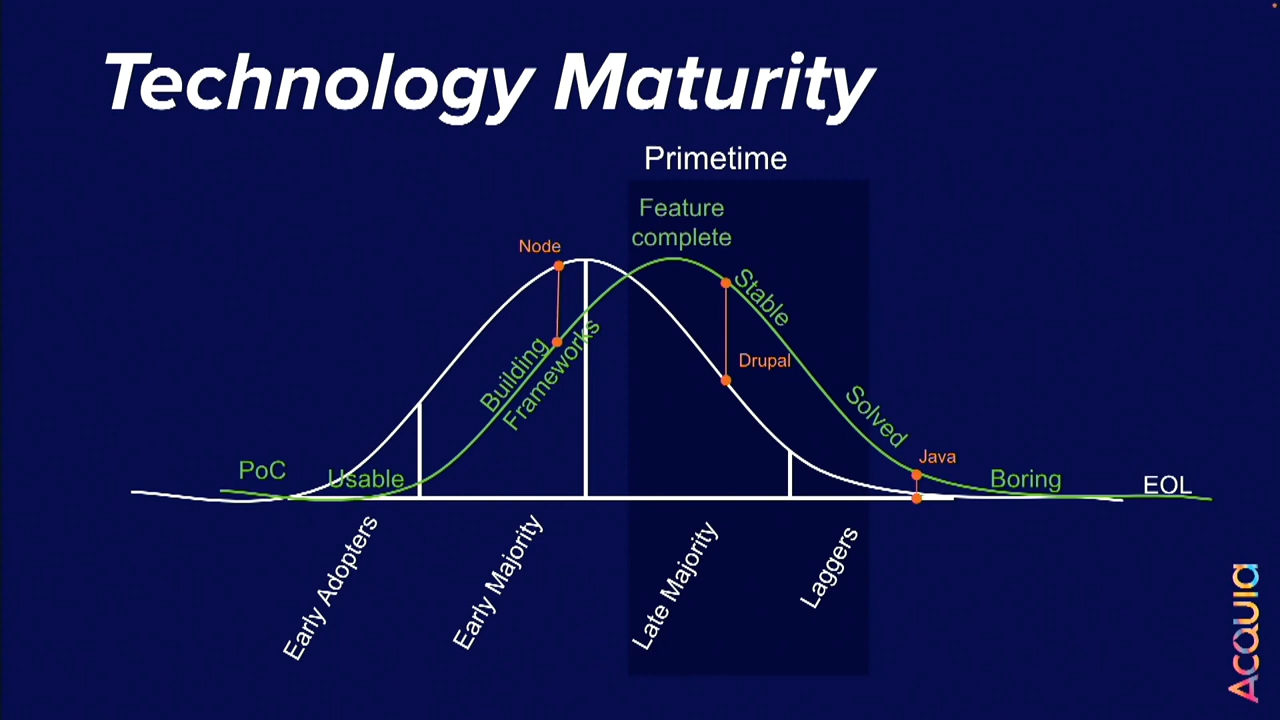 Technology Maturity
Primetime
Feature
complete
Node
Stable
Building
Frameworks
Drupal
Solved
Java
PoC
Usable
Boring
EOL
Early Adopters
Early Majority
Late Majority
Laggers
Acquia